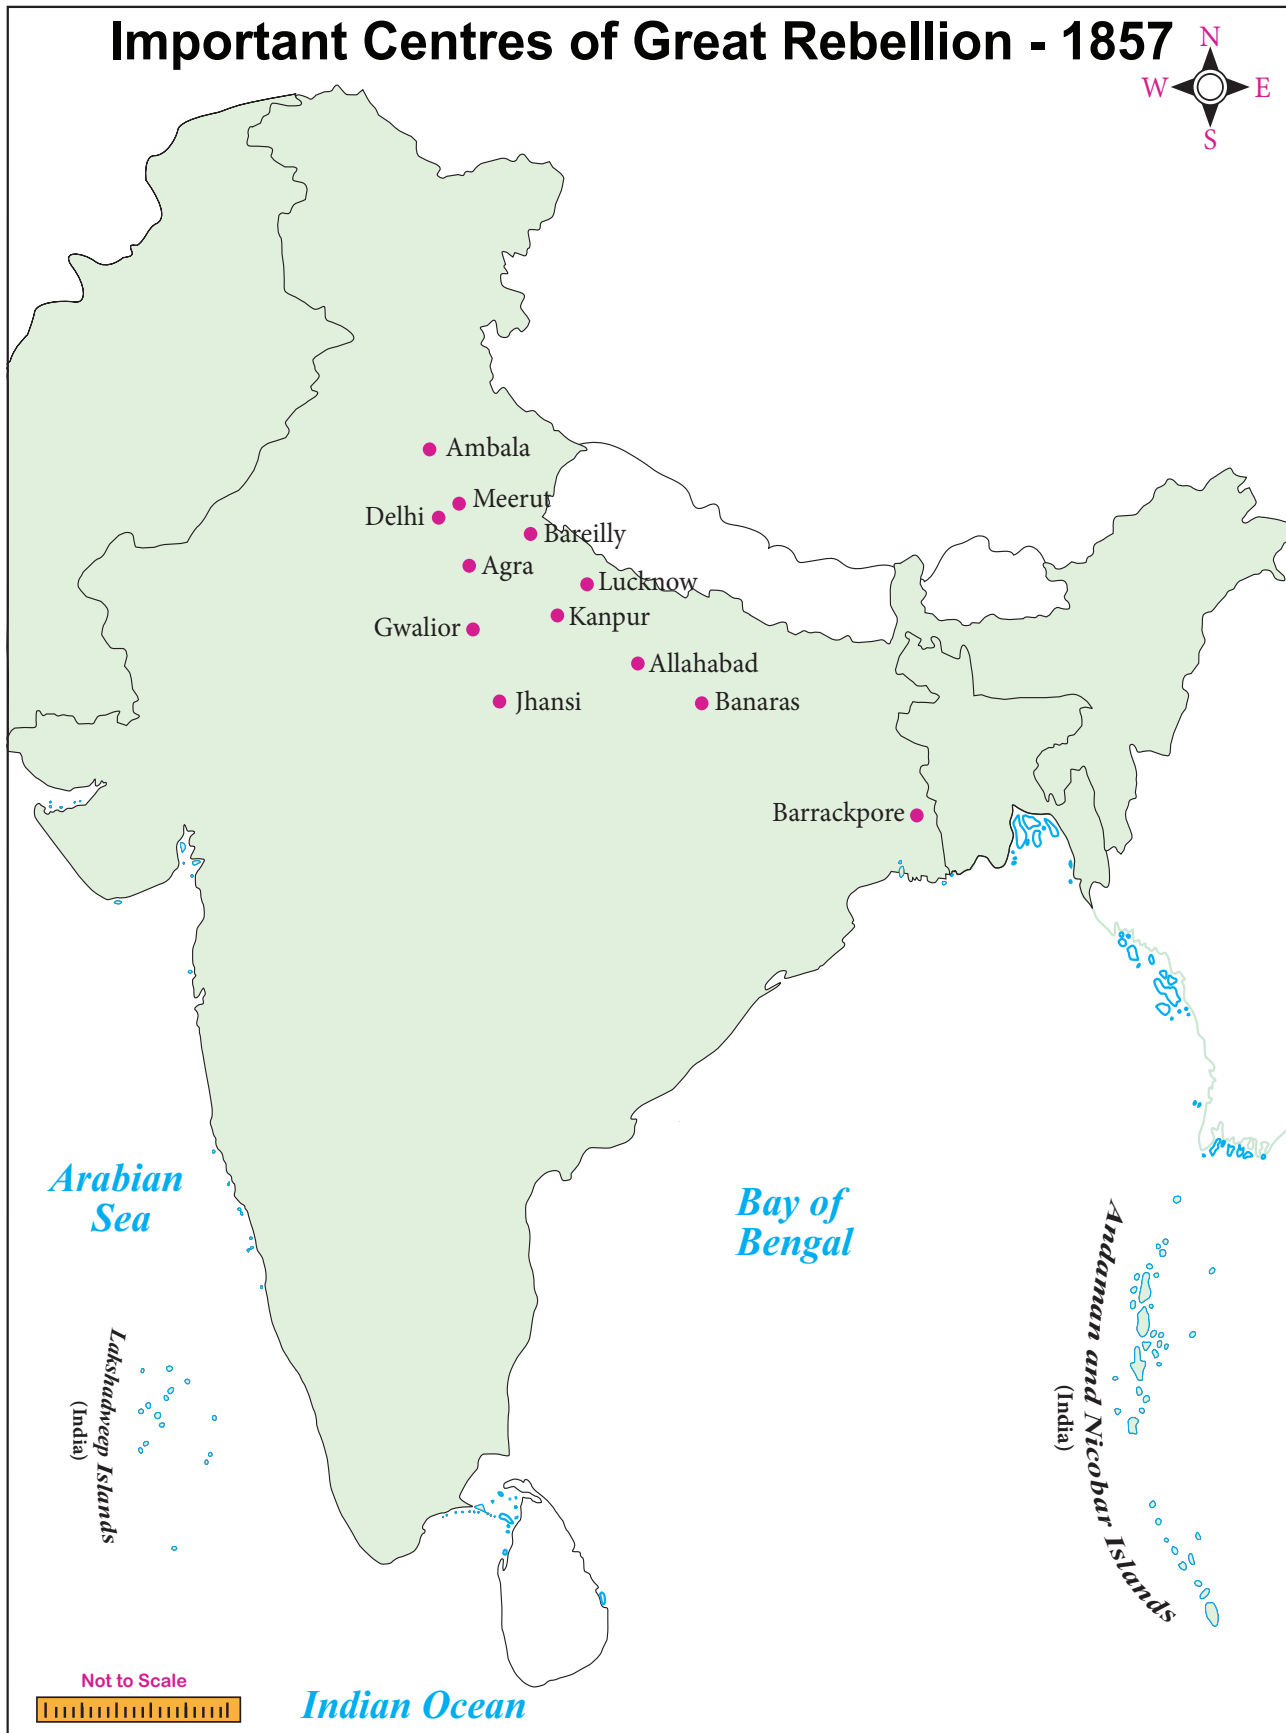 Important Centres of Great Rebellion - 1857
N
W
E
S
Ambala
Meerut
Delhi
Bareilly
Agra
Lucknow
Kanpur
Gwalior
Allahabad
Jhansi
Banaras
Barrackpore
Arabian
Sea
Bay of
Bengal
Andaman and Nicobar Islands
(India)
Lakshadweep Islands
(India)
Not to Scale
Indian Ocean